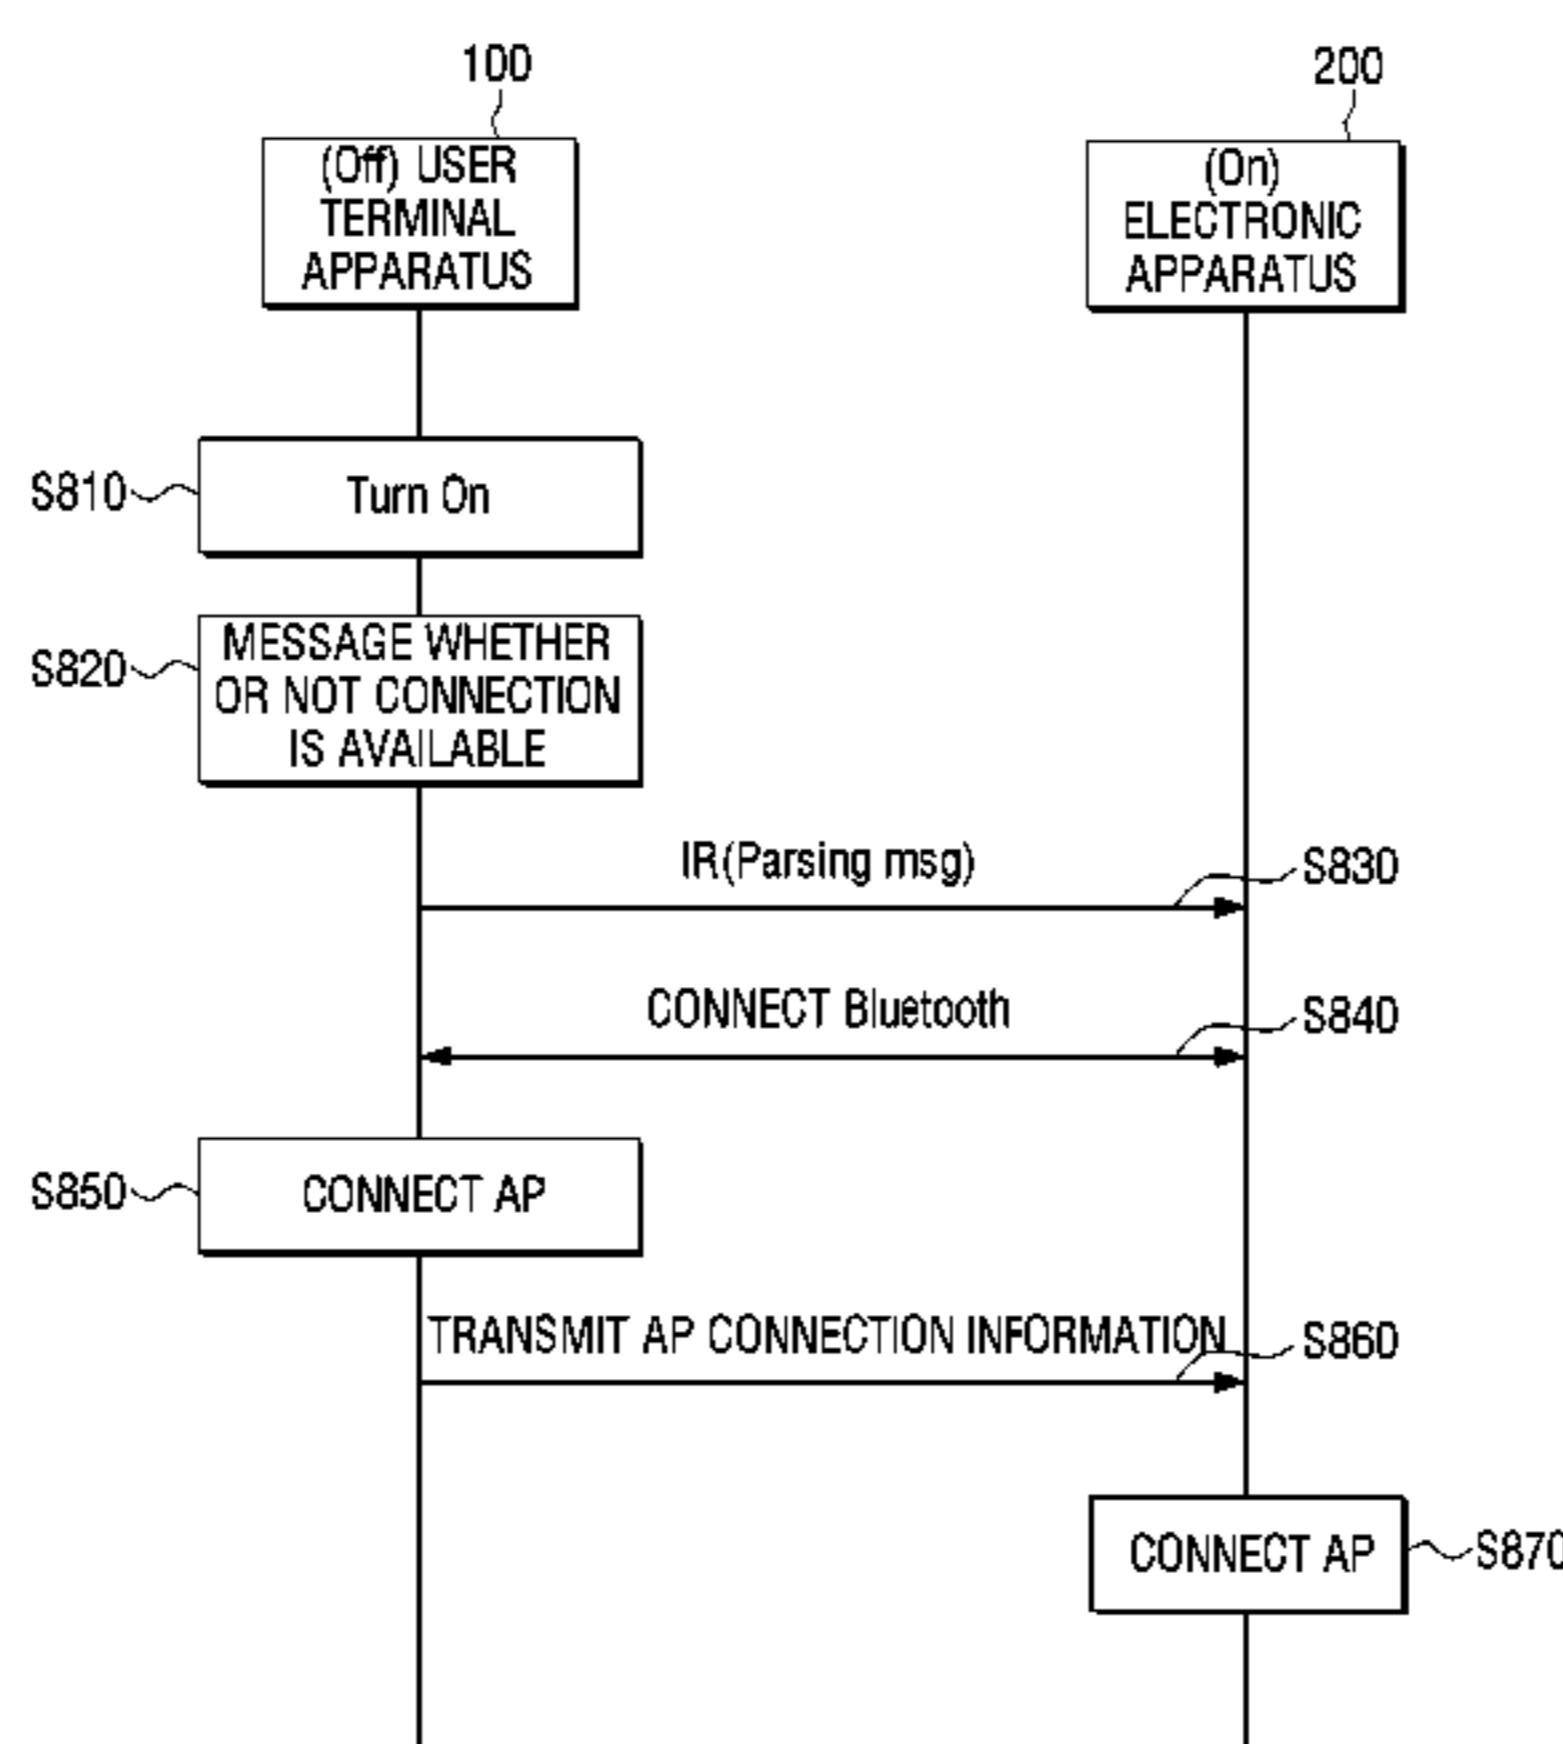 100
200
(Off) USER
TERMINAL
APPARATUS
(On)
ELECTRONIC
APPARATUS
S810
Turn On
S820
MESSAGE WHETHER
OR NOT CONNECTION
IS AVAILABLE
IR(Parsing msg)
S830
CONNECT Bluetooth
S840
S850
CONNECT AP
TRANSMIT AP CONNECTION INFORMATION
S860
CONNECT AP
S870